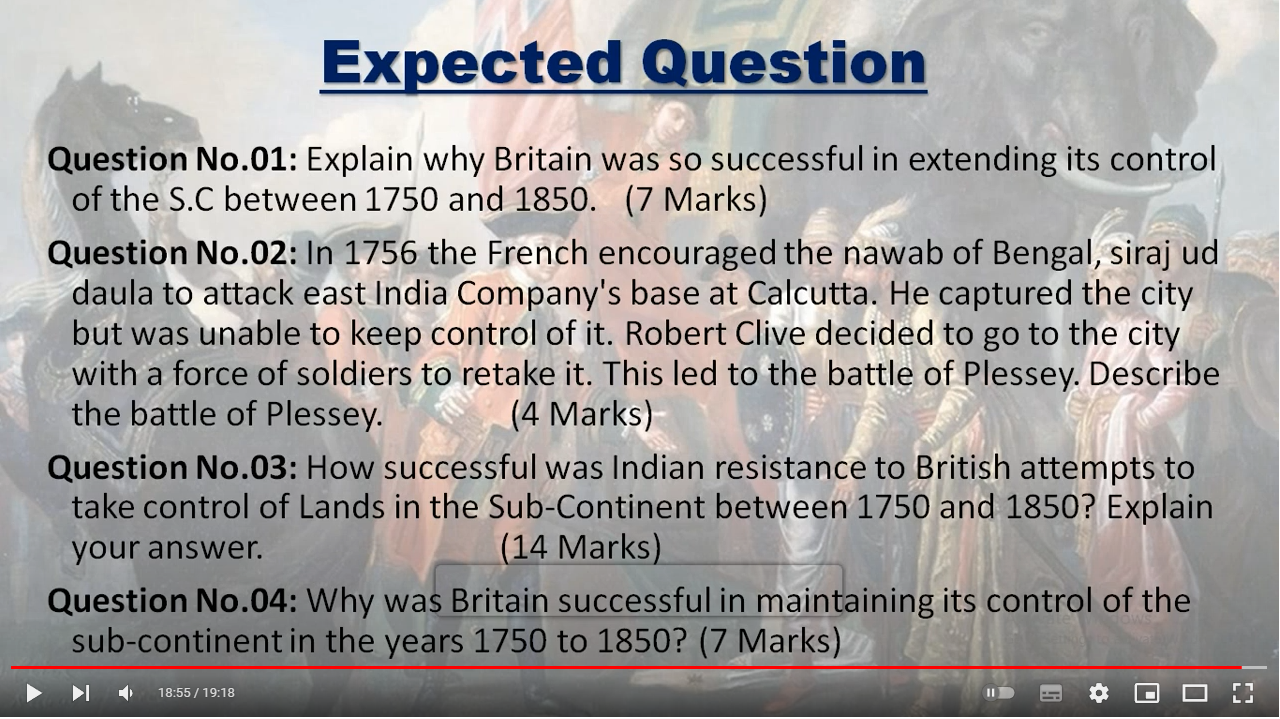 Expected Question
Question No.01: Explain why Britain was so successful in extending its control
of the S.C between 1750 and 1850. (7 Marks)
Question No.02: In 1756 the French encouraged the nawab of Bengal, siraj ud
daula to attack east India Company's base at Calcutta. He captured the city
but was unable to keep control of it. Robert Clive decided to go to the city
with a force of soldiers to retake it. This led to the battle of Plessey. Describe
the battle of Plessey. (4 Marks)
Question No.03: How successful was Indian resistance to British attempts to
take control of Lands in the Sub-Continent between 1750 and 1850? Explain
your answer. (14 Marks)
Question No.04: Why was Britain successful in maintaining its control of the
sub-continent in the years 1750 to 1850? (7 Marks)
18:55 / 19:18